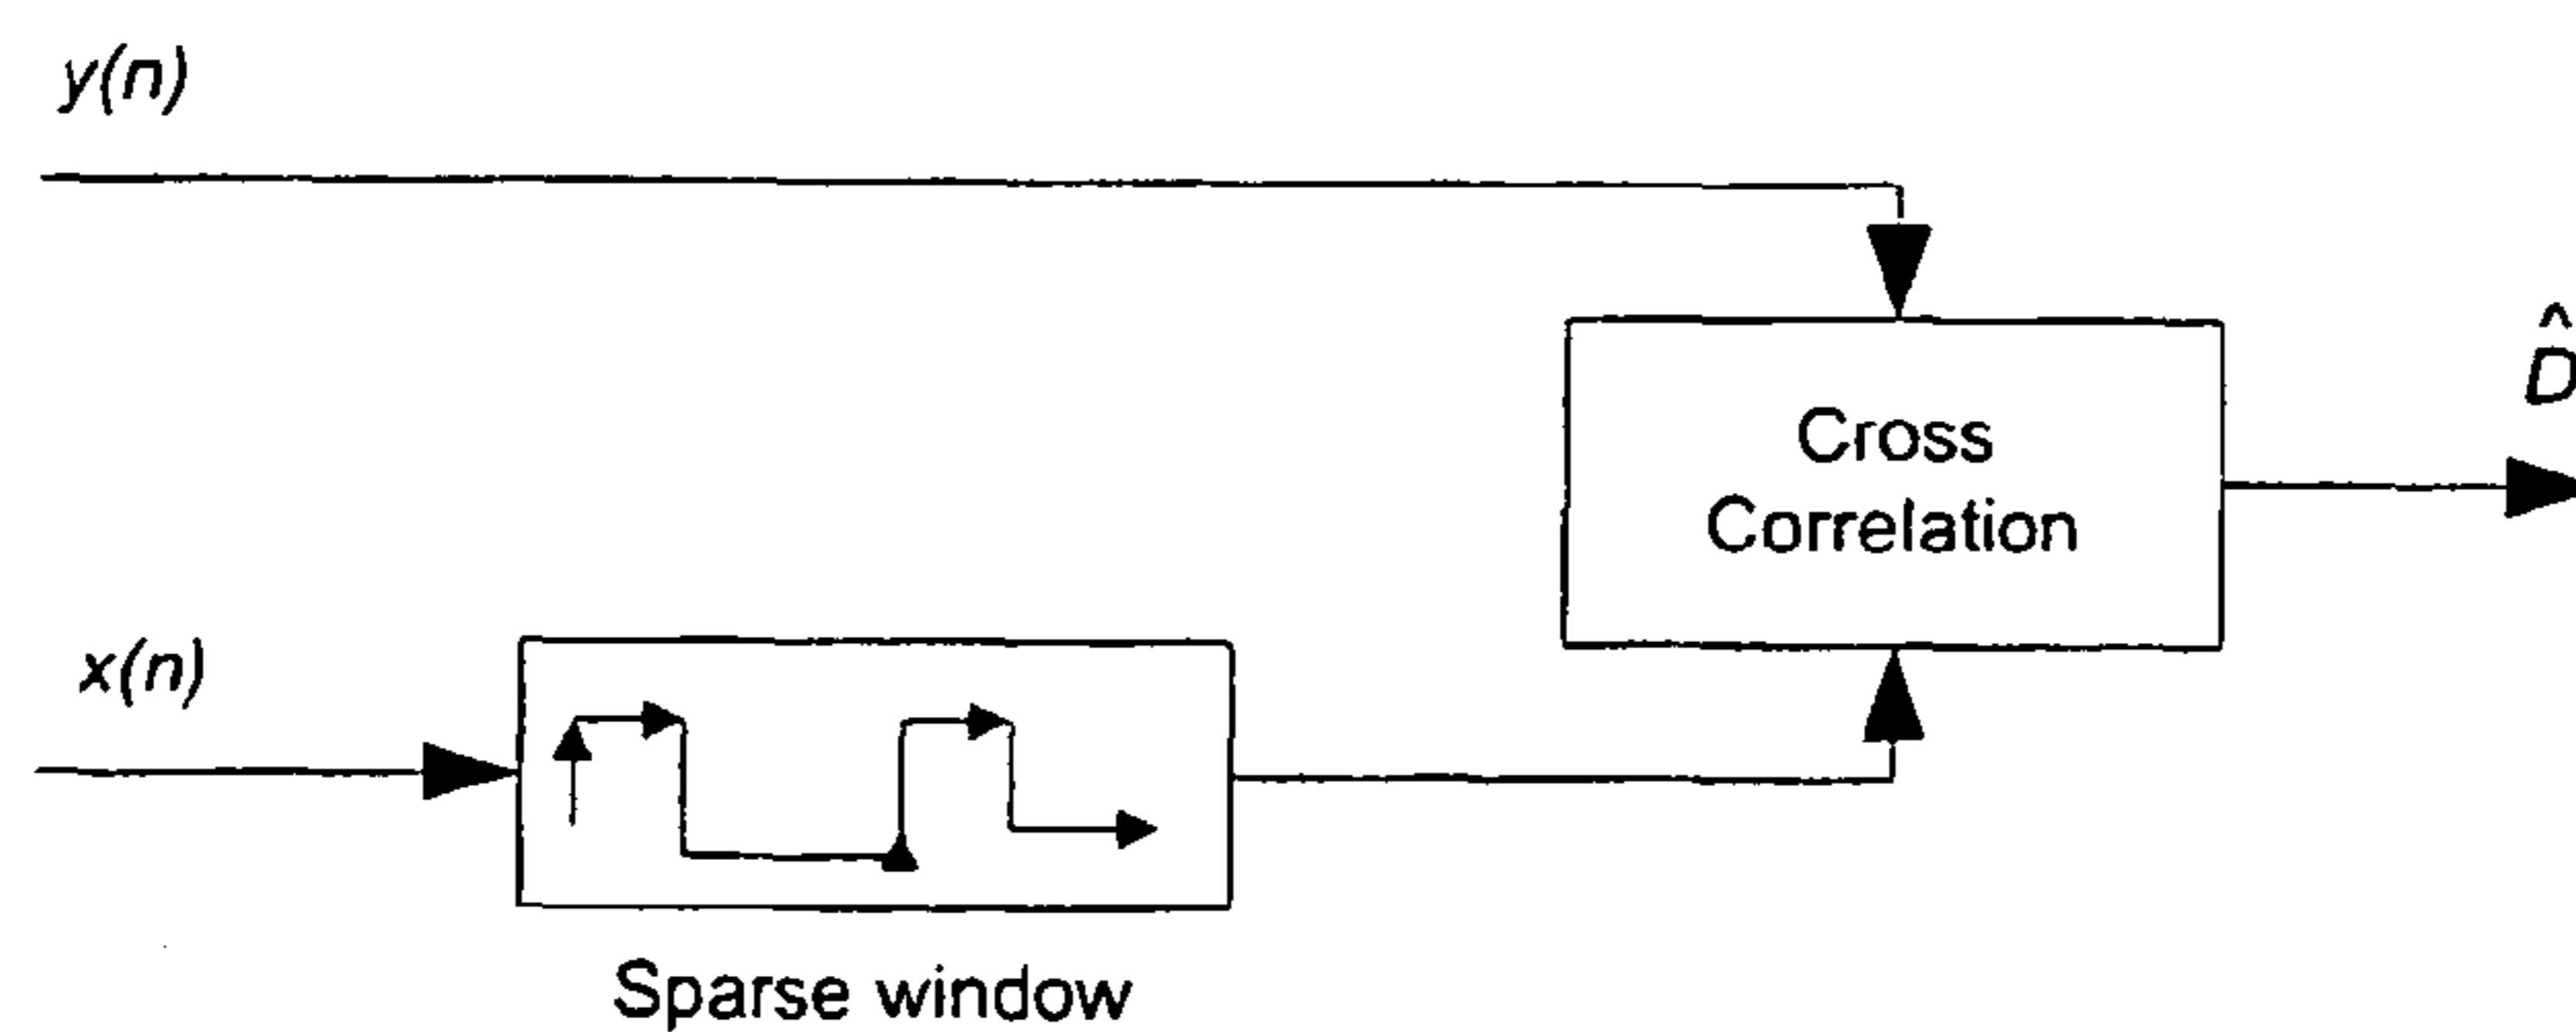 y(n)
D̂
Cross
Correlation
x(n)
Sparse window